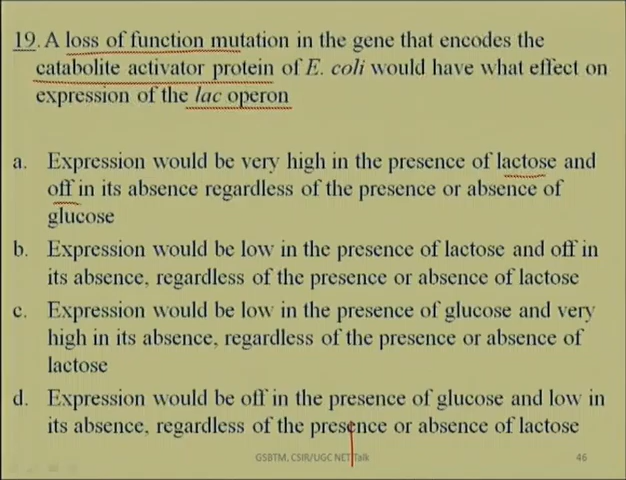 19. A loss of function mutation in the gene that encodes the
catabolite activator protein of E. coli would have what effect on
expression of the lac operon
a. Expression would be very high in the presence of lactose and
off in its absence regardless of the presence or absence of
glucose
b. Expression would be low in the presence of lactose and off in
its absence, regardless of the presence or absence of lactose
c. Expression would be low in the presence of glucose and very
high in its absence, regardless of the presence or absence of
lactose
d. Expression would be off in the presence of glucose and low in
its absence, regardless of the presence or absence of lactose
GSBTM, CSIR/UGC NET Talk 46